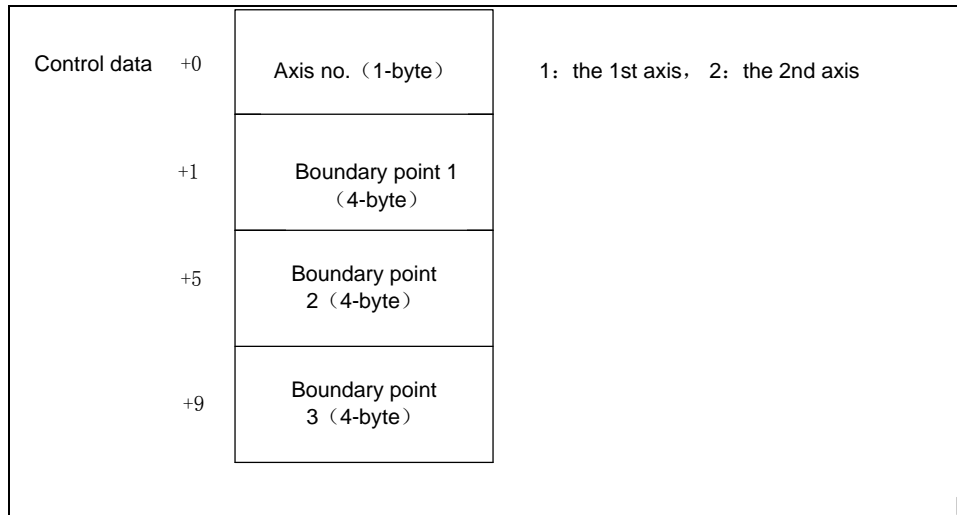 Control data +0 Axis no.（1-byte） 1：the 1st axis， 2：the 2nd axis
+1 Boundary point 1
（4-byte）
+5 Boundary point
2（4-byte）
+9 Boundary point
3（4-byte）